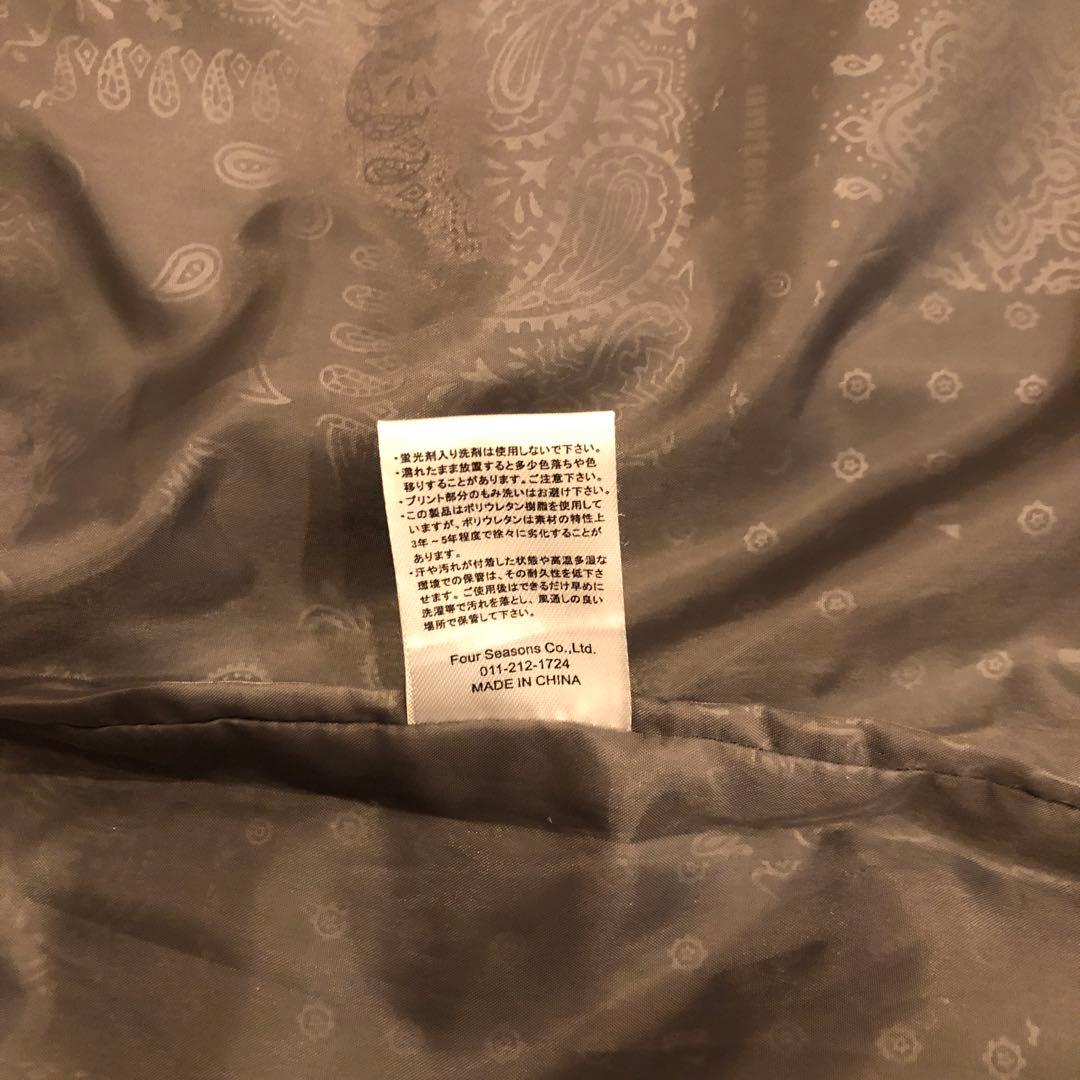 ・蛍光剤入り洗剤は使用しないで下さい。
・濡れたまま放置すると多少色落ちや色
移りすることがあります。ご注意下さい。
・プリント部分のもみ洗いはお避け下さい。
・この製品はポリウレタン樹脂を使用して
いますが、ポリウレタンは素材の特性上
3年～5年程度で徐々に劣化することが
あります。
・汗や汚れが付着した状態や高温多湿な
環境での保管は、その耐久性を低下さ
せます。ご使用後はできるだけ早めに
洗濯等で汚れを落とし、風通しの良い
場所で保管して下さい。
Four Seasons Co.,Ltd.
011-212-1724
MADE IN CHINA